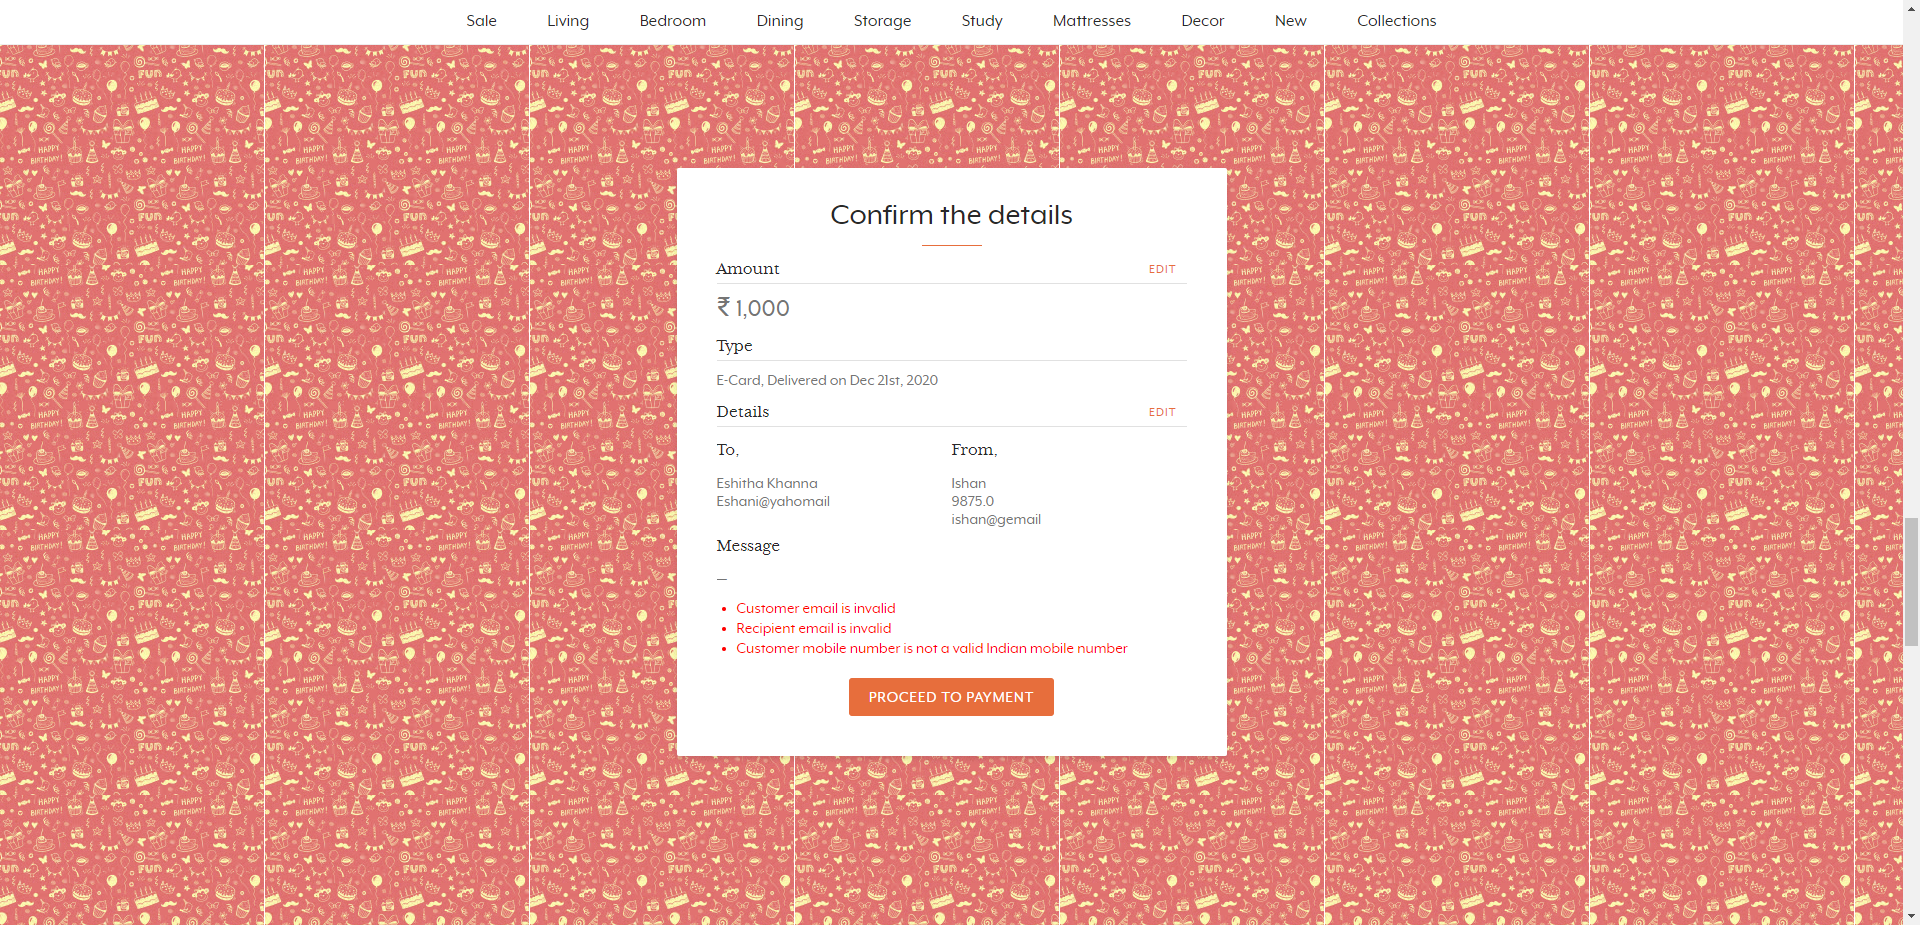 Sale Living Bedroom Dining Storage Study Mattresses Decor New Collections
FUN
HAPPY
BIRTHDAY!
Confirm the details
Amount EDIT
₹ 1,000
Type
E-Card, Delivered on Dec 21st, 2020
Details EDIT
To, From,
Eshitha Khanna Ishan
Eshani@yahomail 9875.0
ishan@gemail
Message
—
• Customer email is invalid
• Recipient email is invalid
• Customer mobile number is not a valid Indian mobile number
PROCEED TO PAYMENT